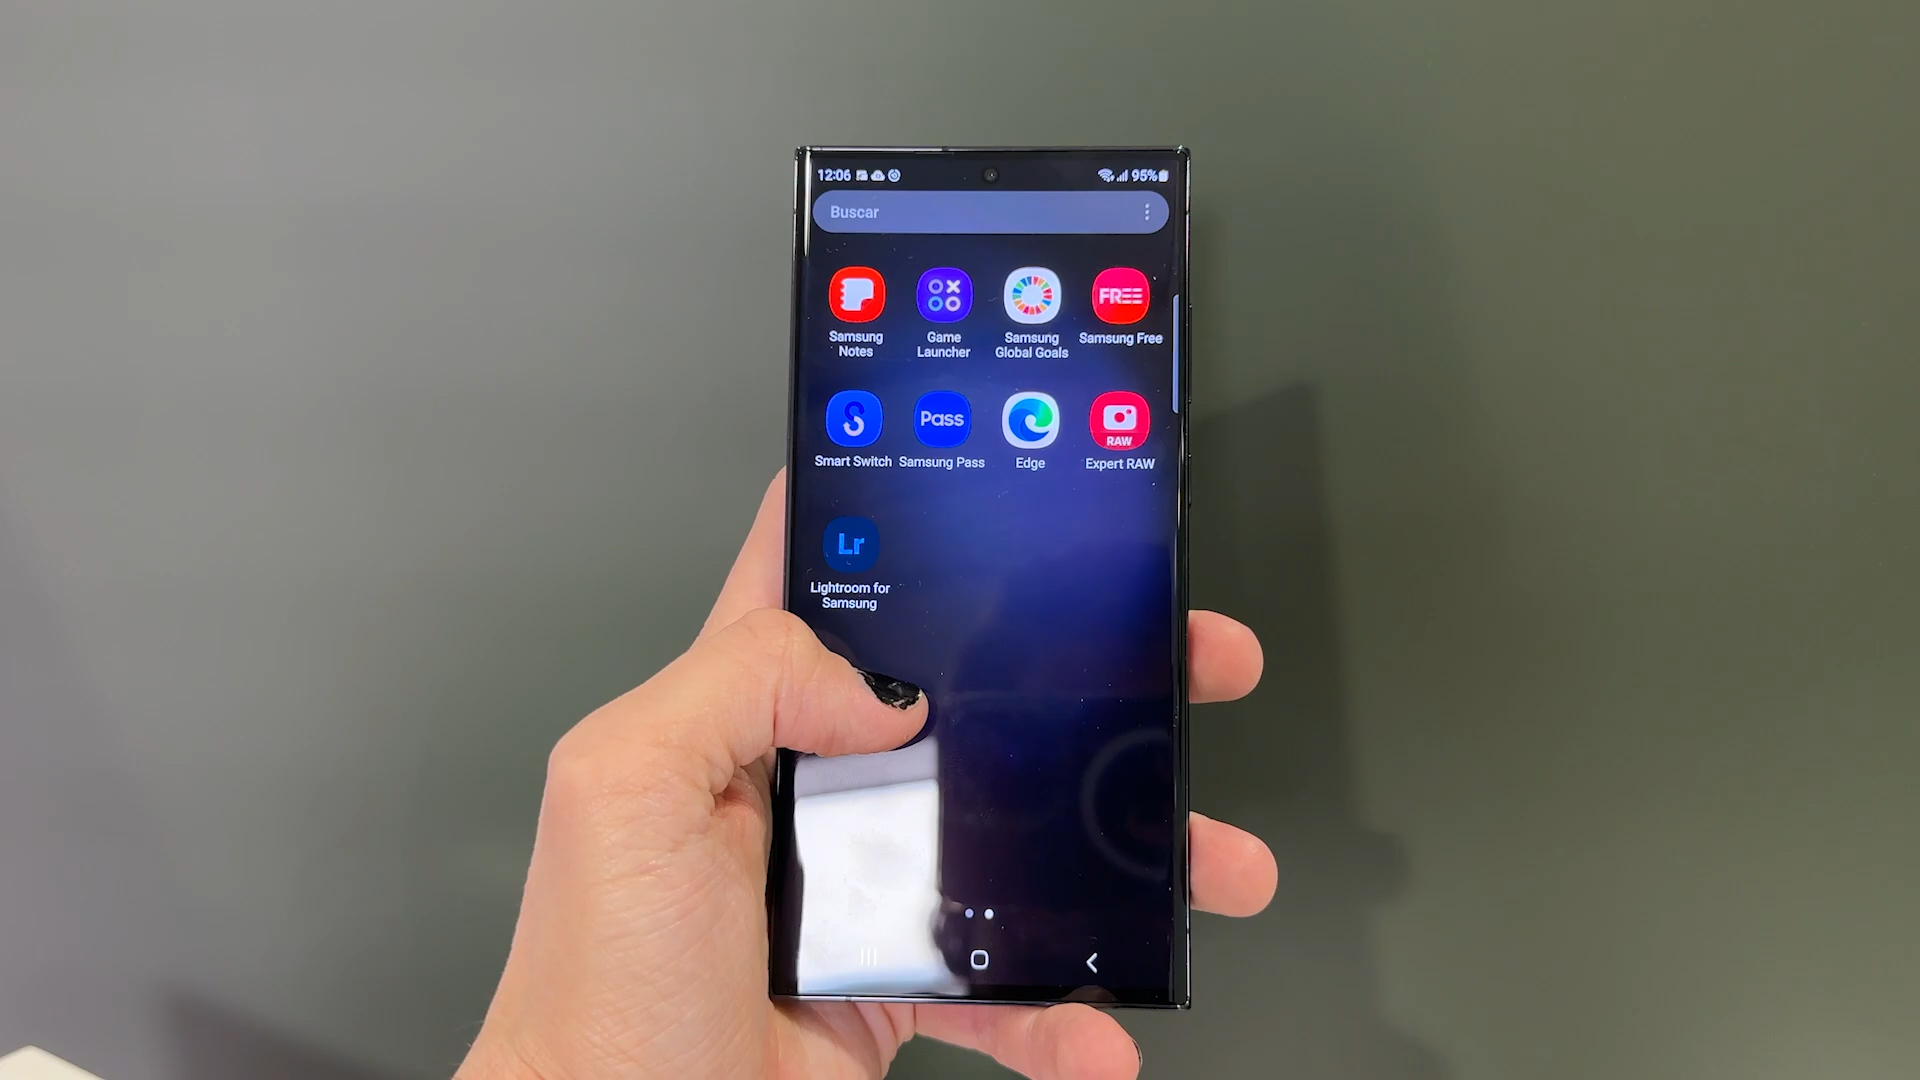 12:06
95%
Buscar
FREE
Samsung Notes
Game Launcher
Samsung Global Goals
Samsung Free
Pass
RAW
Smart Switch
Samsung Pass
Edge
Expert RAW
Lr
Lightroom for
Samsung